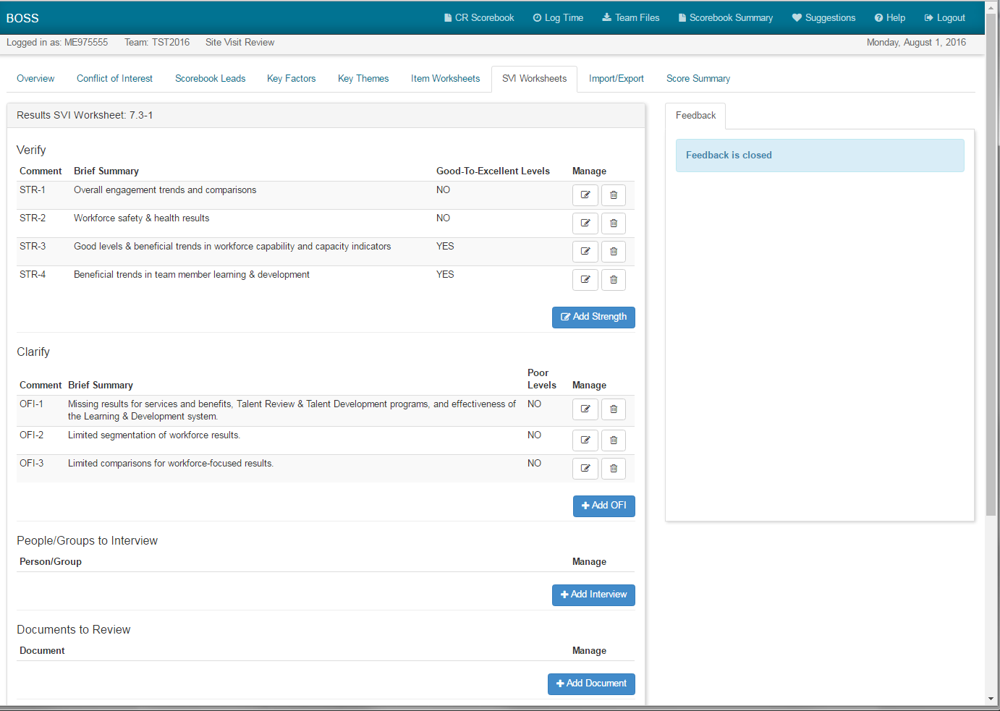 BOSS
CR Scorebook Log Time Team Files Scorebook Summary Suggestions Help Logout
Logged in as: ME975555 Team: TST2016 Site Visit Review Monday, August 1, 2016
Overview Conflict of Interest Scorebook Leads Key Factors Key Themes Item Worksheets SVI Worksheets Import/Export Score Summary
Results SVI Worksheet: 7.3-1
Verify
Comment Brief Summary Good-To-Excellent Levels Manage
STR-1 Overall engagement trends and comparisons NO
STR-2 Workforce safety & health results NO
STR-3 Good levels & beneficial trends in workforce capability and capacity indicators YES
STR-4 Beneficial trends in team member learning & development YES
Add Strength
Clarify
Comment Brief Summary Poor Levels Manage
OFI-1 Missing results for services and benefits, Talent Review & Talent Development programs, and effectiveness of NO
the Learning & Development system.
OFI-2 Limited segmentation of workforce results. NO
OFI-3 Limited comparisons for workforce-focused results. NO
Add OFI
People/Groups to Interview
Person/Group Manage
Add Interview
Documents to Review
Document Manage
Add Document
Feedback
Feedback is closed